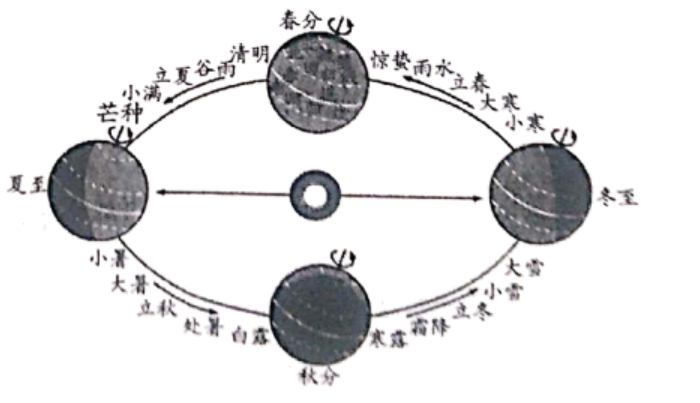 春分
清明
谷雨
立夏
小满
芒种
夏至
小暑
大暑
立秋
处暑
白露
秋分
寒露
霜降
立冬
小雪
大雪
冬至
小寒
大寒
立春
雨水
惊蛰